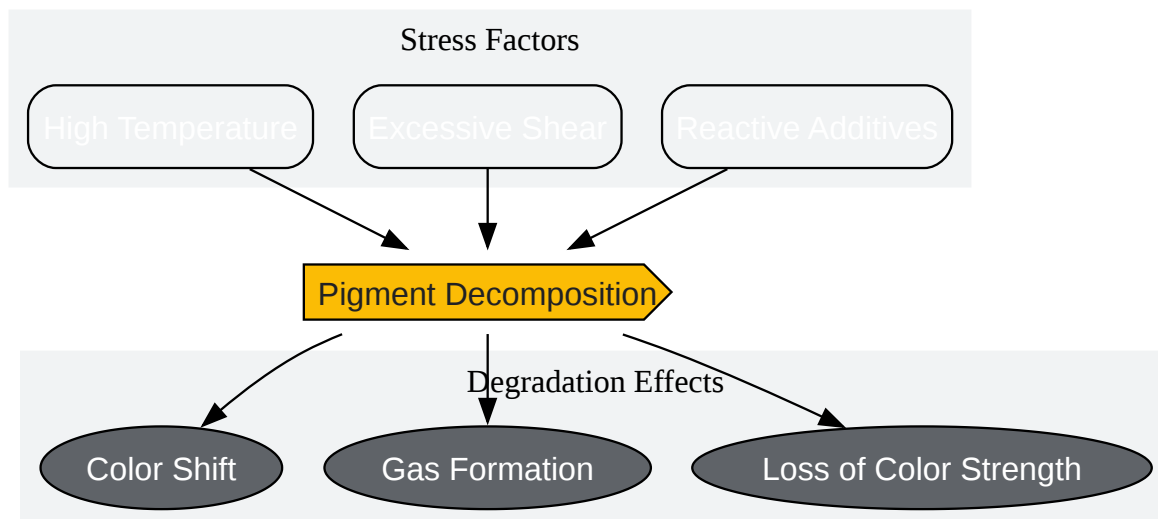 Stress Factors
High Temperature
Excessive Shear
Reactive Additives
Pigment Decomposition
Degradation Effects
Color Shift
Gas Formation
Loss of Color Strength